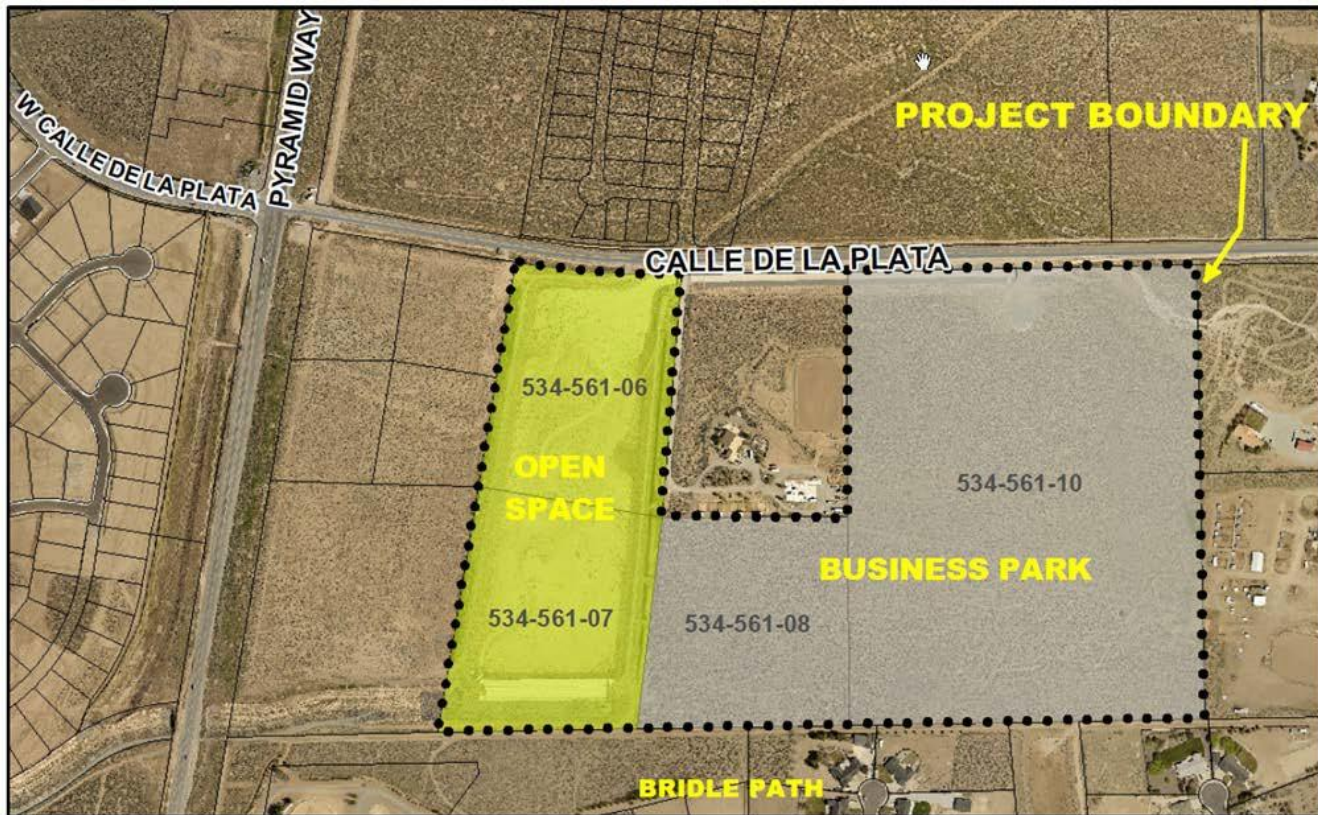 PYRAMID WAY
W CALLE DE LA PLATA
PROJECT BOUNDARY
CALLE DE LA PLATA
534-561-06
OPEN
SPACE
534-561-10
BUSINESS PARK
534-561-07
534-561-08
BRIDLE PATH